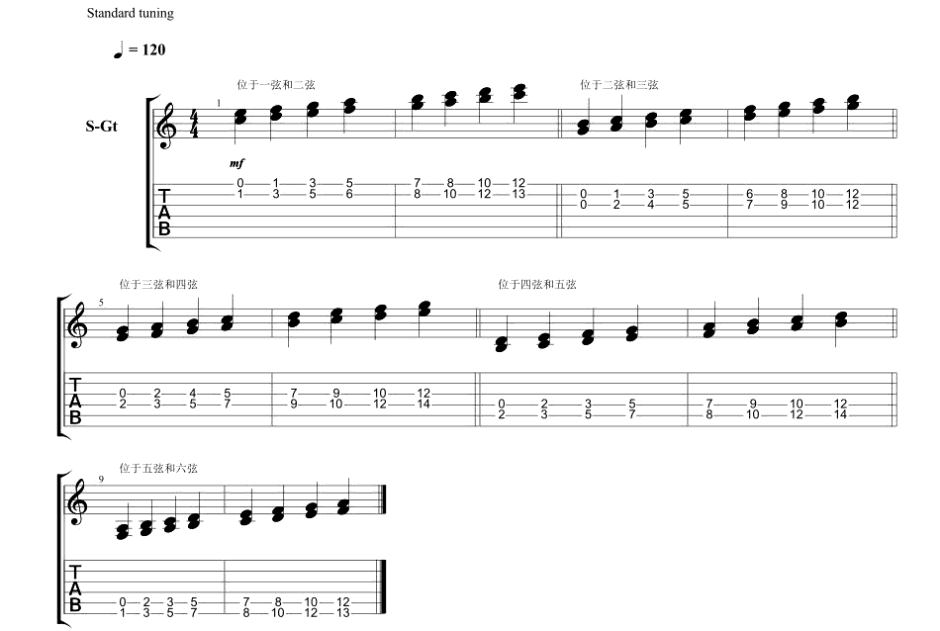 Standard tuning
♩ = 120
位于一弦和二弦
位于二弦和三弦
1
S-Gt
4
4
mf
T 0 1 3 5 7 8 10 12 0 1 3 5 6 8 10 12
A 1 3 5 6 8 10 12 13 0 2 4 5 7 9 10 12
B
位于三弦和四弦
位于四弦和五弦
5
T 0 2 4 5 7 9 10 12 0 2 3 5 7 9 10 12
A 2 3 5 7 9 10 12 14 2 3 5 7 8 10 12 14
B
位于五弦和六弦
9
T
A 0 2 3 5 7 8 10 12
B 1 3 5 7 8 10 12 13